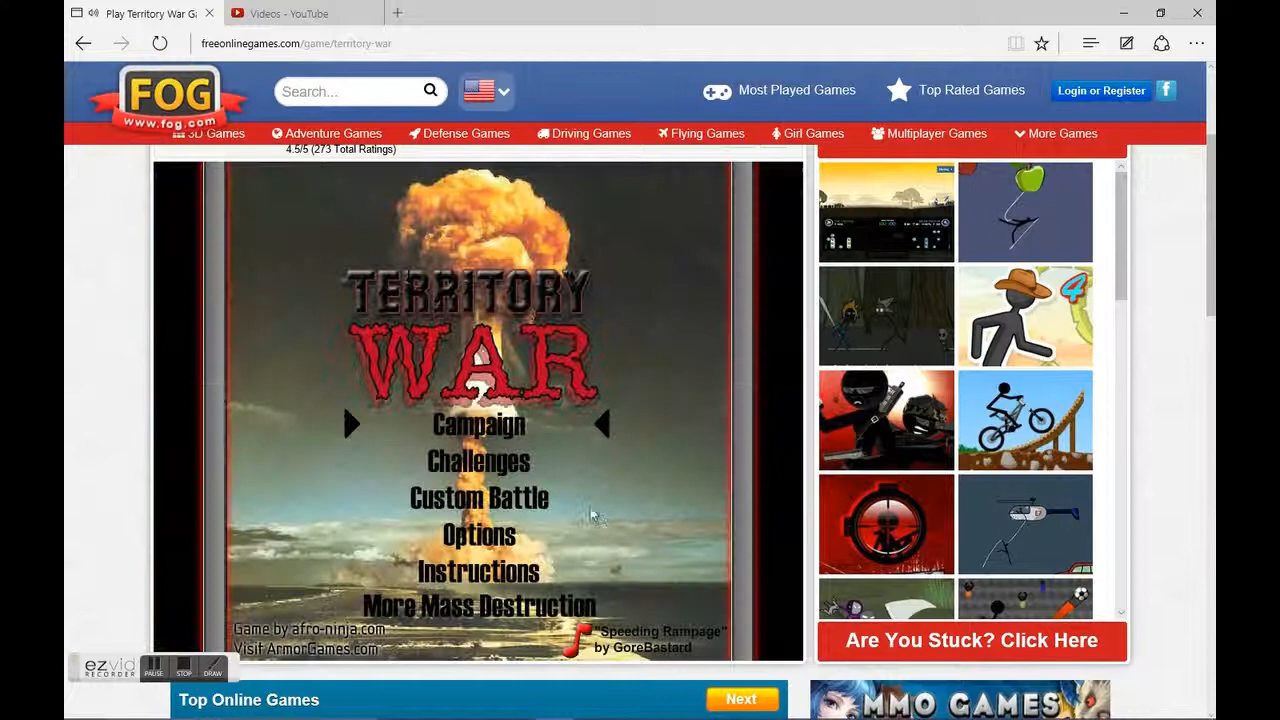 Play Territory War G
Videos - YouTube
freeonlinegames.com/game/territory-war
FOG
www.fog.com
Search...
Most Played Games
Top Rated Games
Login or Register
f
3D Games
Adventure Games
Defense Games
Driving Games
Flying Games
Girl Games
Multiplayer Games
More Games
4.5/5 (273 Total Ratings)
TERRITORY
WAR
Campaign
Challenges
Custom Battle
Options
Instructions
More Mass Destruction
Game by afro-ninja.com
Visit ArmorGames.com
"Speeding Rampage"
by GoreBastard
4
Are You Stuck? Click Here
ezvid
RECORDER
PAUSE
STOP
DRAW
Top Online Games
Next
MMO GAMES